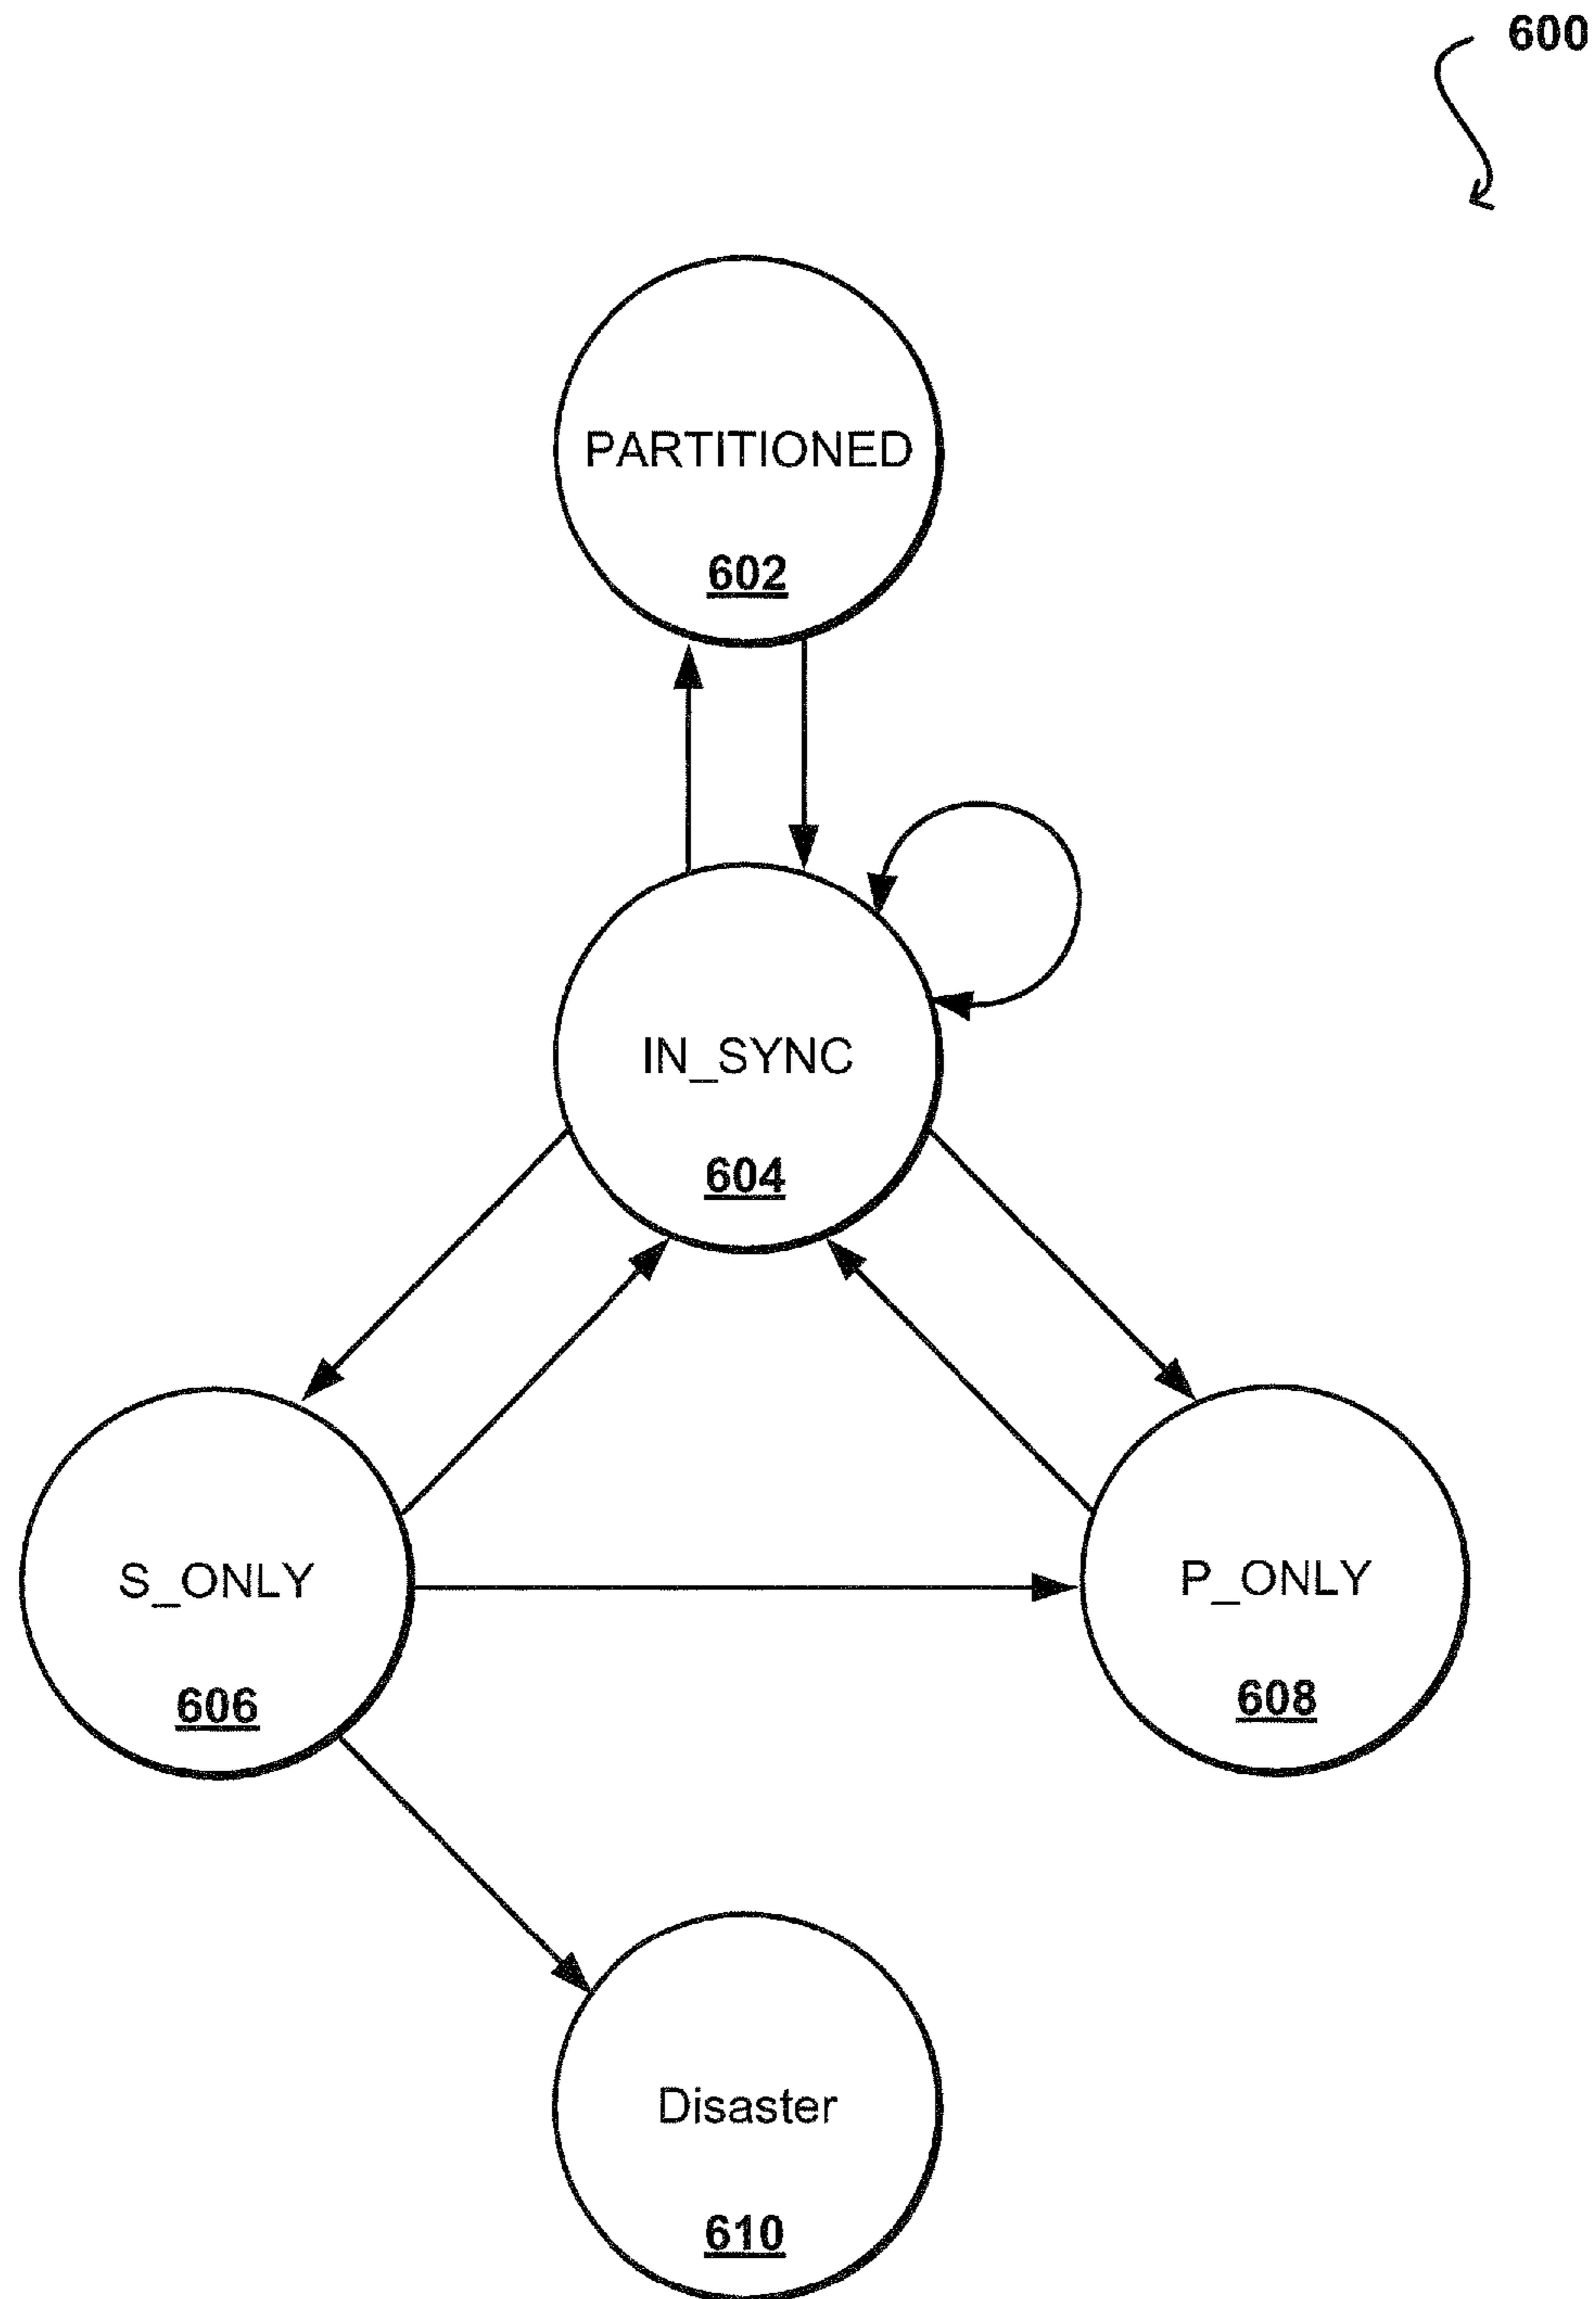 600
PARTITIONED
602
IN_SYNC
604
S_ONLY
606
P_ONLY
608
Disaster
610